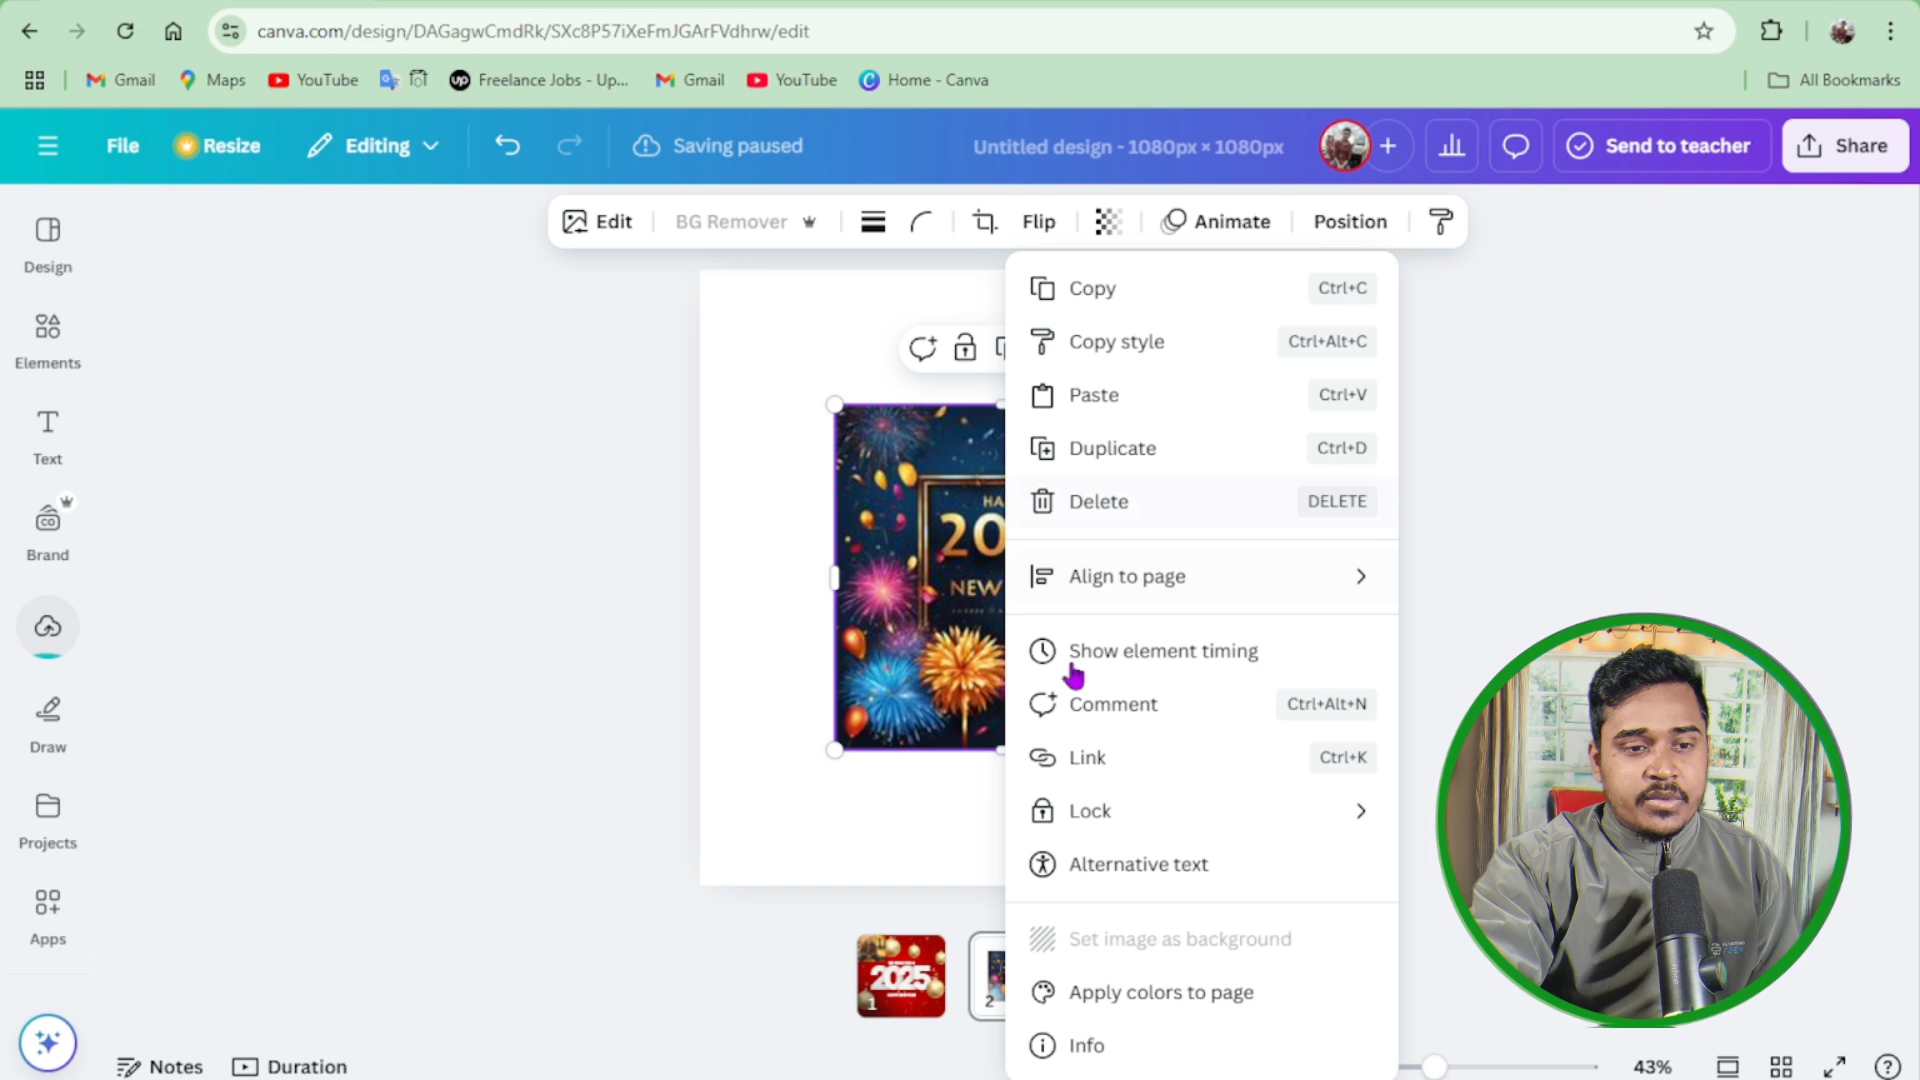 canva.com/design/DAGagwCmdRk/SXc8P57iXeFmJGArFVdhrw/edit
Gmail Maps YouTube Freelance Jobs - Up... Gmail YouTube Home - Canva All Bookmarks
File Resize Editing Saving paused Untitled design - 1080px × 1080px Send to teacher Share
Edit BG Remover Flip Animate Position
Design
Elements
Text
Brand
Draw
Projects
Apps
Copy Ctrl+C
Copy style Ctrl+Alt+C
Paste Ctrl+V
Duplicate Ctrl+D
Delete DELETE
Align to page
Show element timing
Comment Ctrl+Alt+N
Link Ctrl+K
Lock
Alternative text
Set image as background
Apply colors to page
Info
HA
20
NEW
2025
1
2
Notes Duration 43%